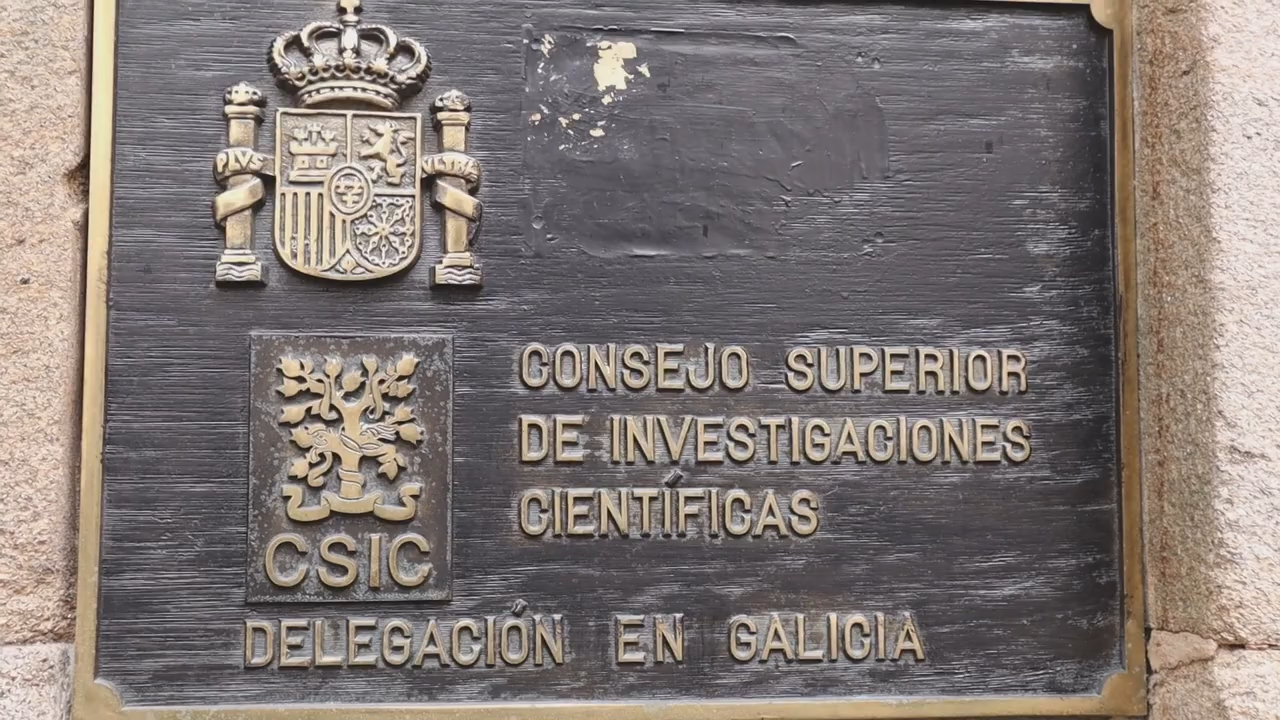 PLVS VLTRA
CONSEJO SUPERIOR
DE INVESTIGACIONES
CIENTÍFICAS
CSIC
DELEGACIÓN EN GALICIA